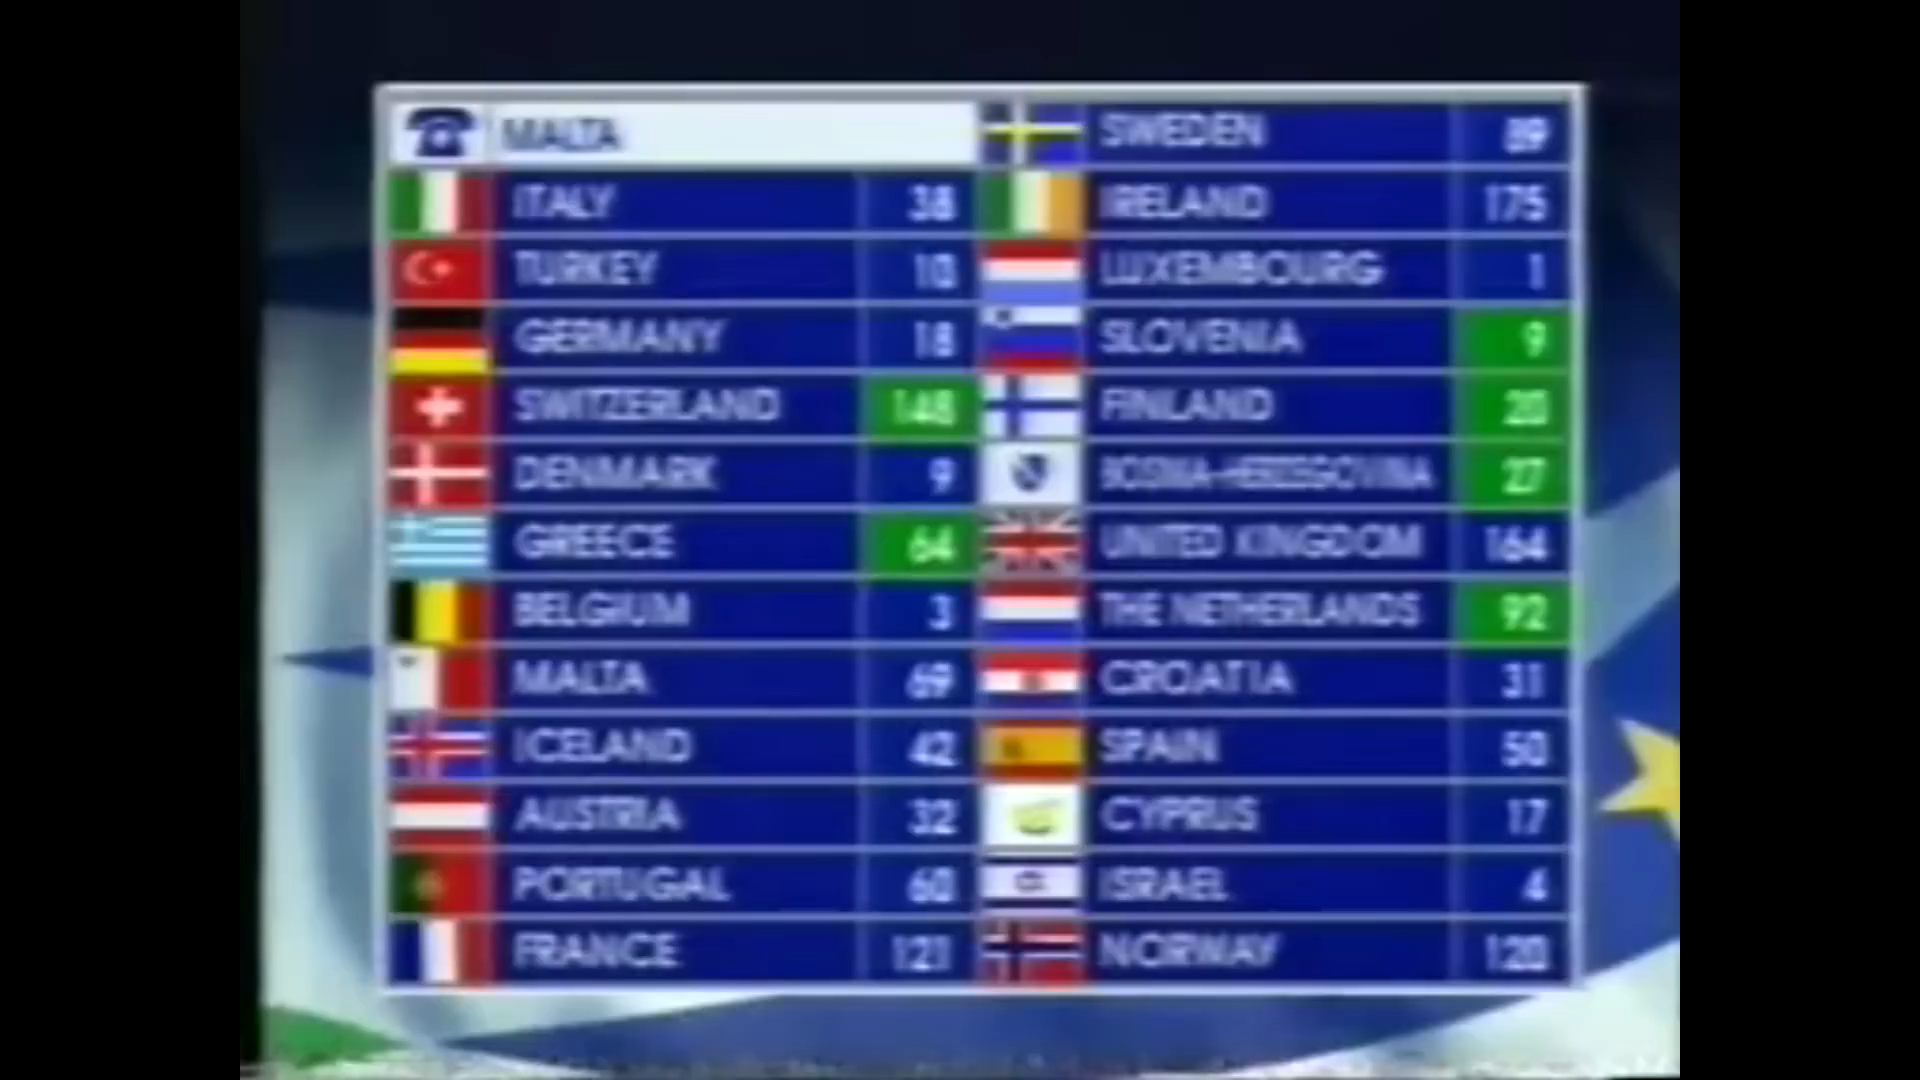 MALTA
ITALY 38
TURKEY 10
GERMANY 18
SWITZERLAND 148
DENMARK 9
GREECE 64
BELGIUM 3
MALTA 69
ICELAND 42
AUSTRIA 32
PORTUGAL 60
FRANCE 121
SWEDEN 89
IRELAND 175
LUXEMBOURG 1
SLOVENIA 9
FINLAND 20
BOSNIA-HERZEGOVINA 27
UNITED KINGDOM 164
THE NETHERLANDS 92
CROATIA 31
SPAIN 50
CYPRUS 17
ISRAEL 4
NORWAY 120